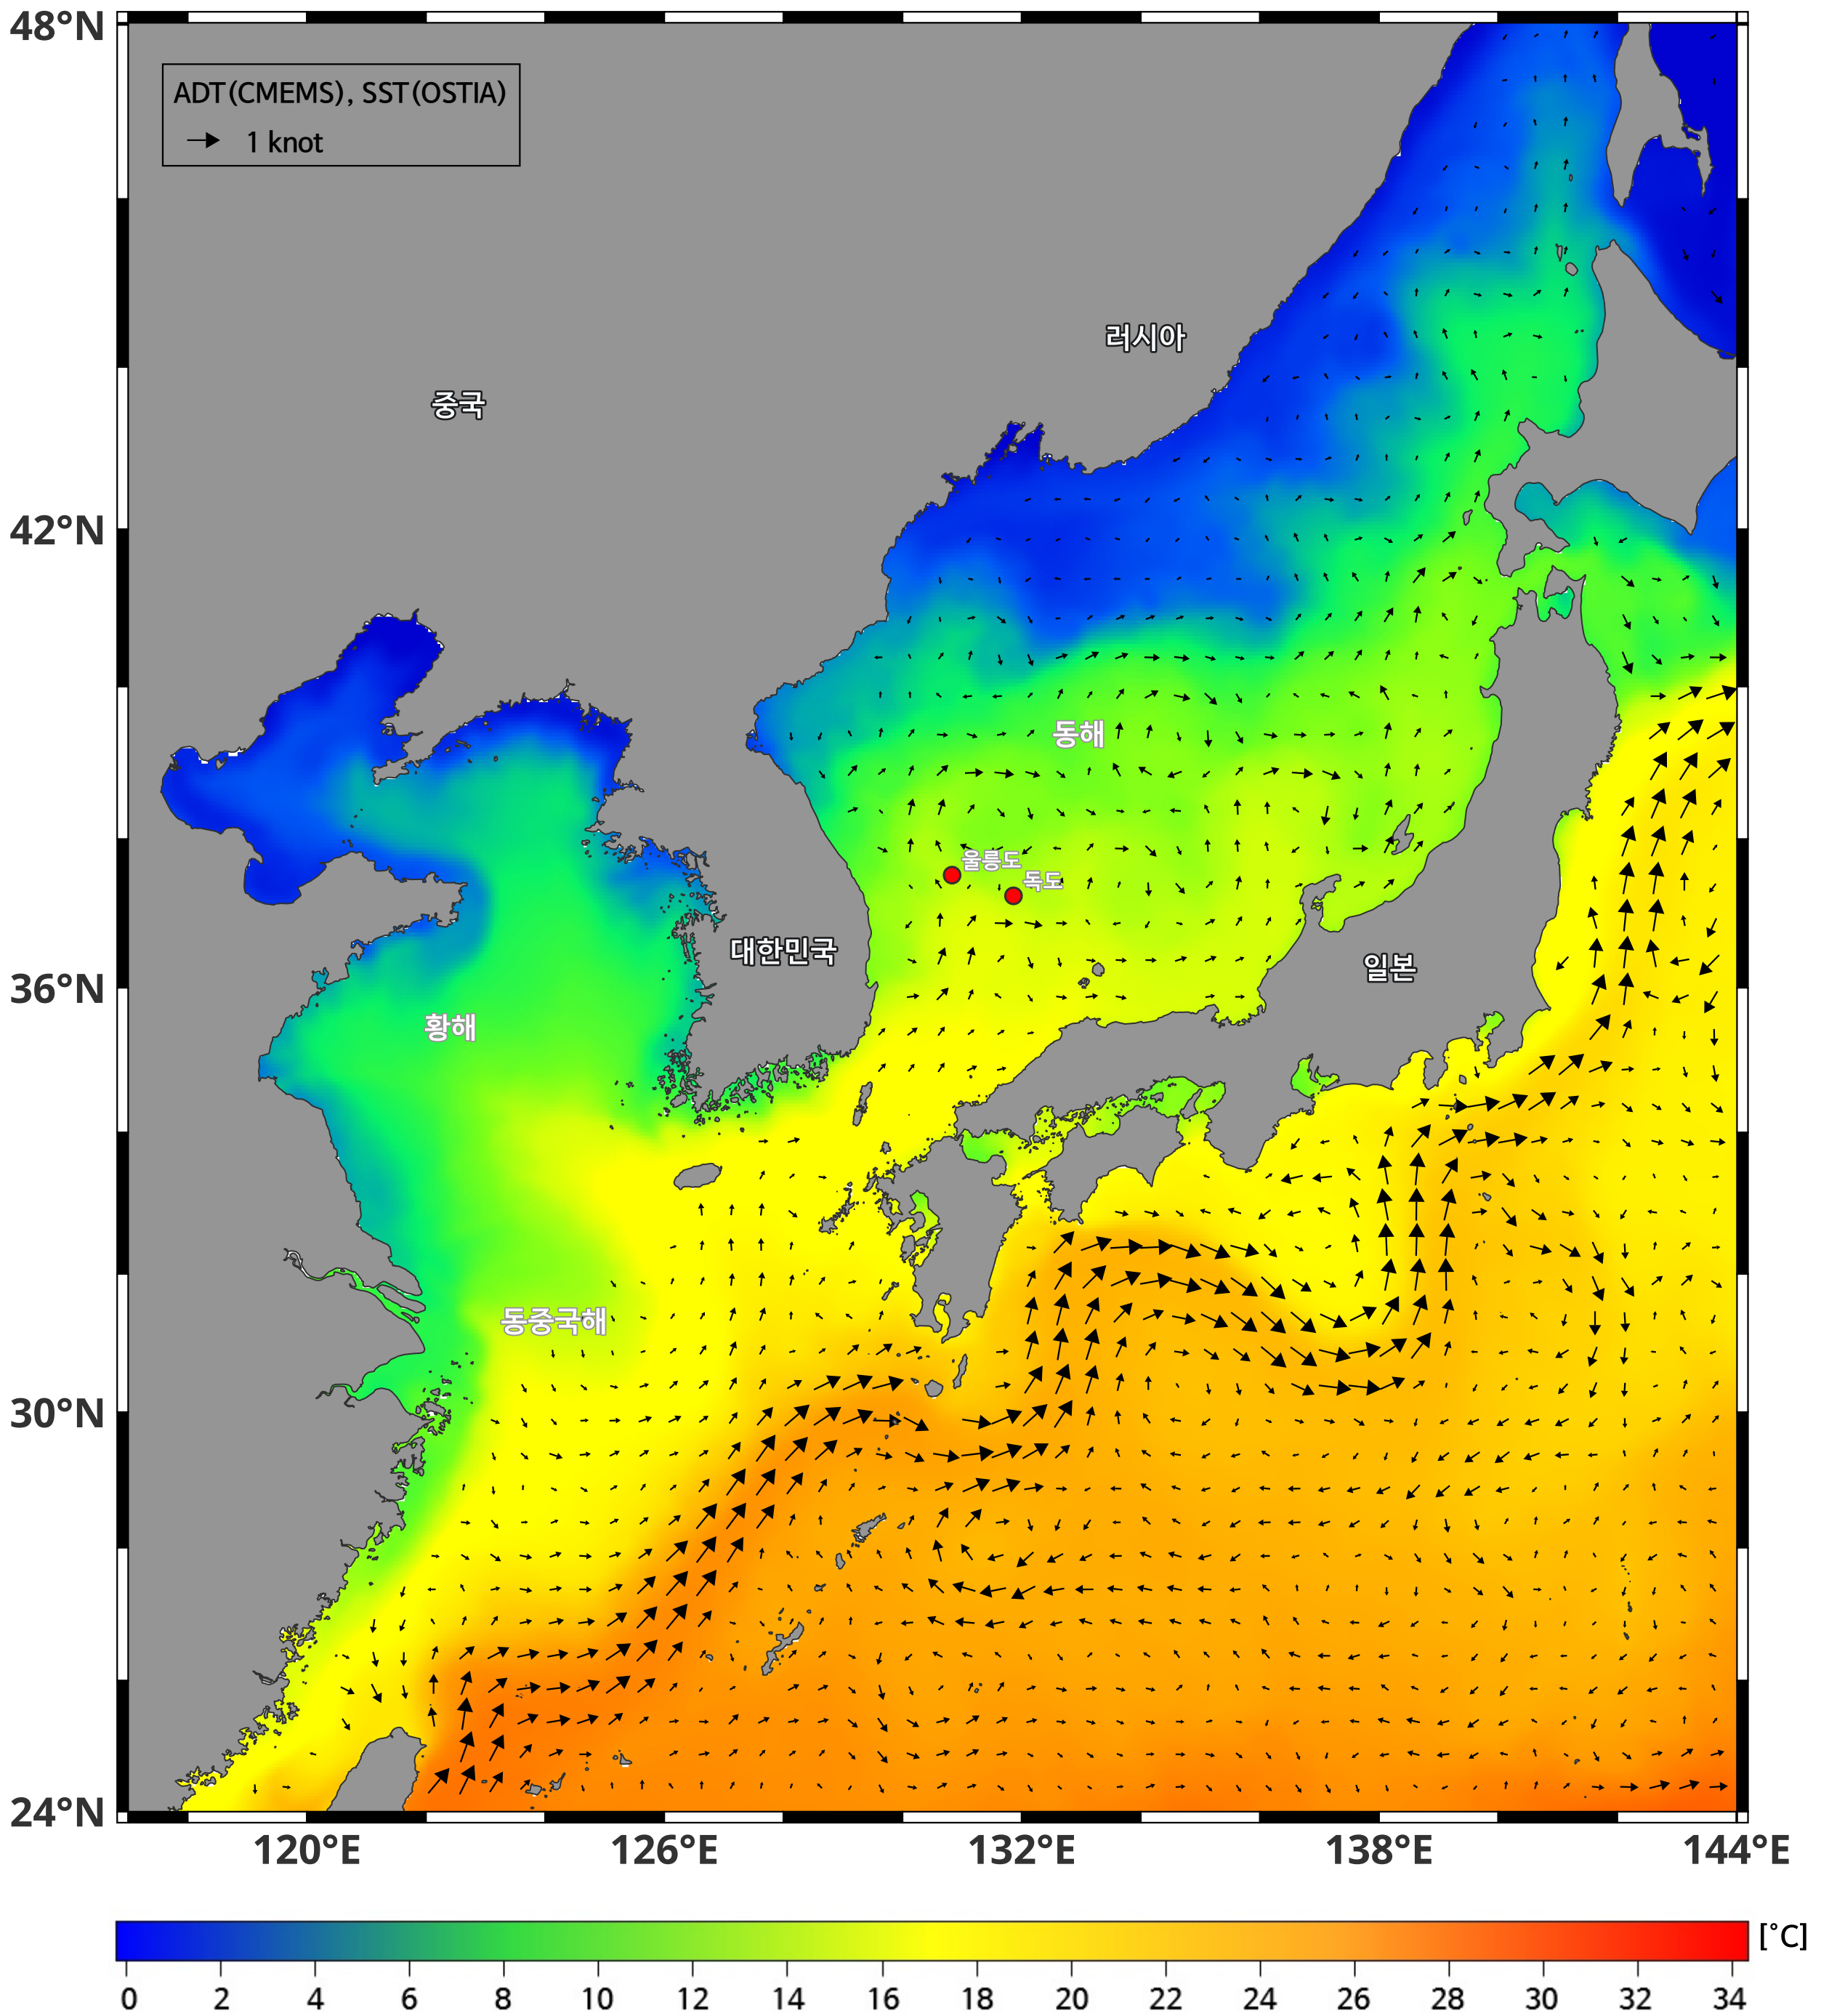 48°N
ADT(CMEMS), SST(OSTIA)
1 knot
러시아
중국
42°N
동해
울릉도
독도
대한민국
일본
36°N
황해
동중국해
30°N
24°N
120°E 126°E 132°E 138°E 144°E
[°C]
0 2 4 6 8 10 12 14 16 18 20 22 24 26 28 30 32 34